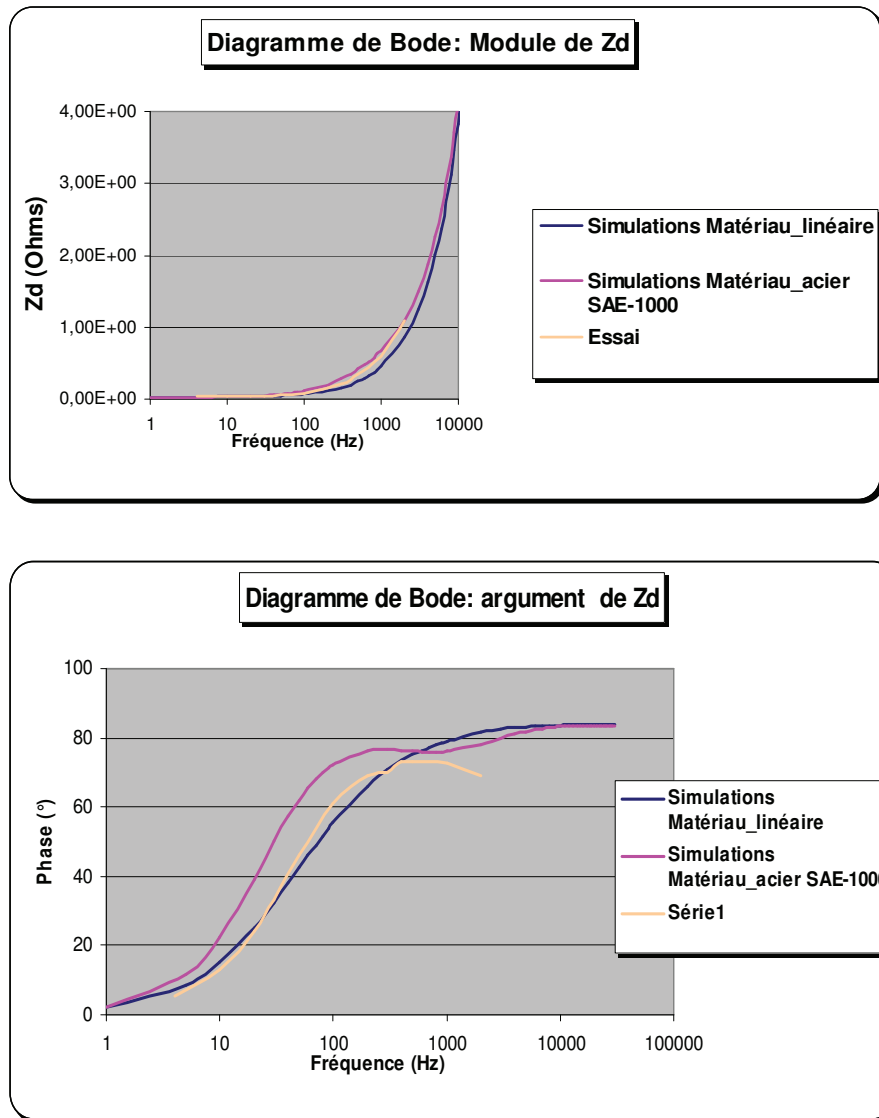 Diagramme de Bode: Module de Zd
4,00E+00
3,00E+00
2,00E+00
1,00E+00
0,00E+00
Zd (Ohms)
1 10 100 1000 10000
Fréquence (Hz)
Simulations Matériau_linéaire
Simulations Matériau_acier
SAE-1000
Essai
Diagramme de Bode: argument de Zd
100
80
60
40
20
0
Phase (°)
1 10 100 1000 10000 100000
Fréquence (Hz)
Simulations
Matériau_linéaire
Simulations
Matériau_acier SAE-1000
Série1